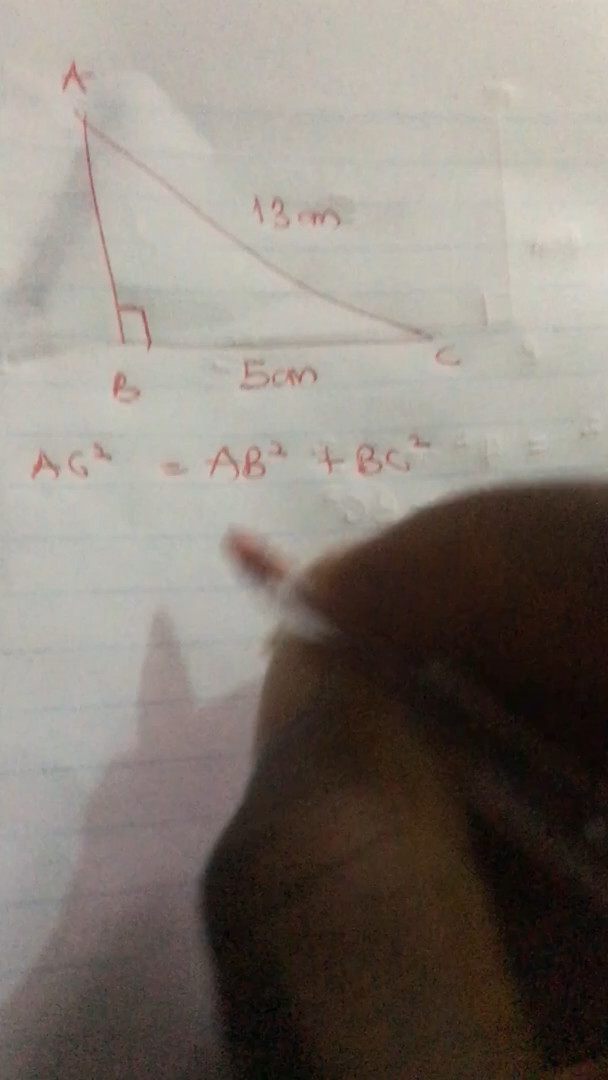 A
13cm
B
5cm
C
AC² = AB² + BC²